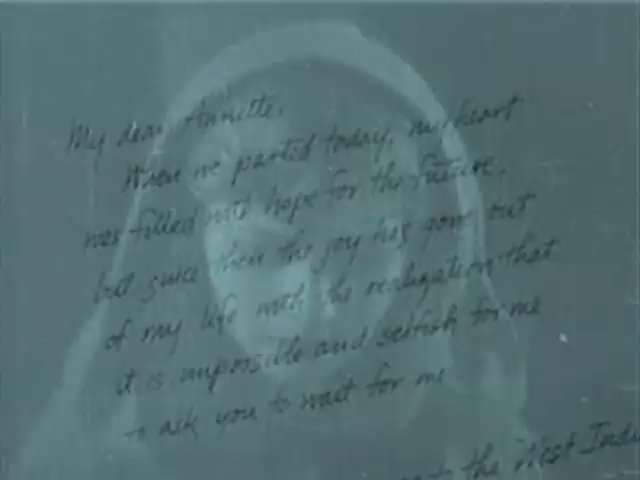 My dear Annette,
When we parted today, my heart
was filled with hope for the future,
but since then the joy has gone out
of my life with the realization that
it is impossible and selfish for me
to ask you to wait for me
to the West Indi